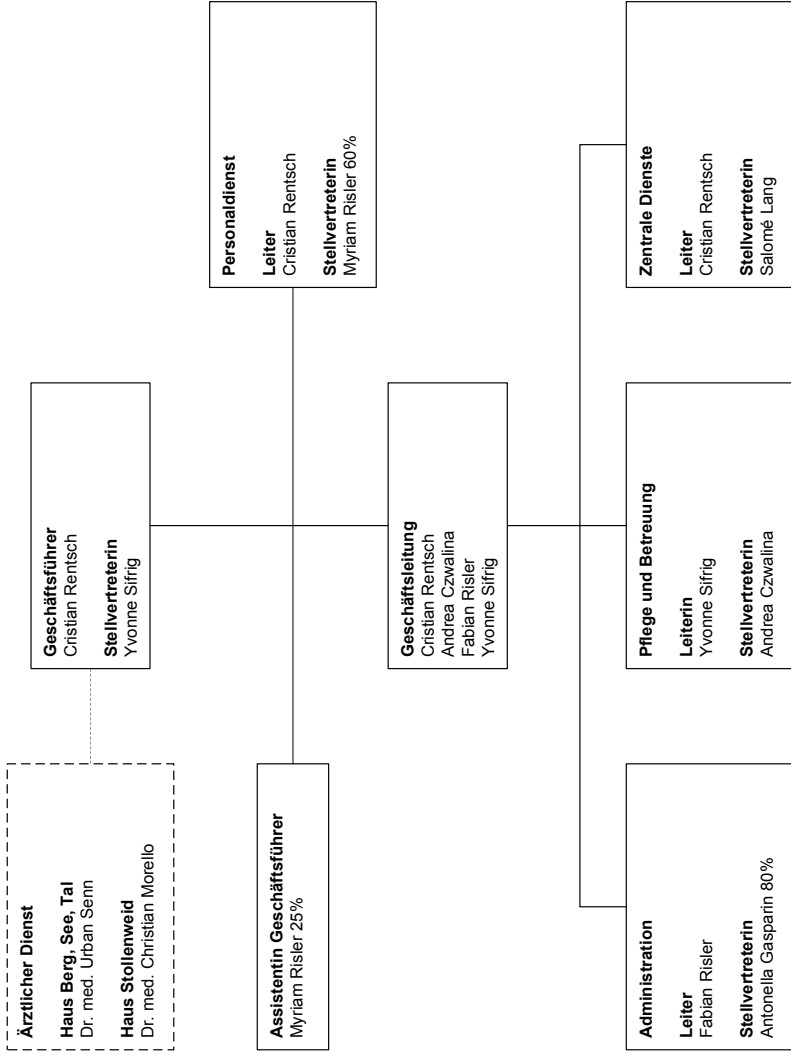 Ärztlicher Dienst
Haus Berg, See, Tal
Dr. med. Urban Senn
Haus Stollenweid
Dr. med. Christian Morello
Geschäftsführer
Cristian Rentsch
Stellvertreterin
Yvonne Sifrig
Assistentin Geschäftsführer
Myriam Risler 25%
Personaldienst
Leiter
Cristian Rentsch
Stellvertreterin
Myriam Risler 60%
Geschäftsleitung
Cristian Rentsch
Andrea Czwalina
Fabian Risler
Yvonne Sifrig
Administration
Leiter
Fabian Risler
Stellvertreterin
Antonella Gasparin 80%
Pflege und Betreuung
Leiterin
Yvonne Sifrig
Stellvertreterin
Andrea Czwalina
Zentrale Dienste
Leiter
Cristian Rentsch
Stellvertreterin
Salomé Lang